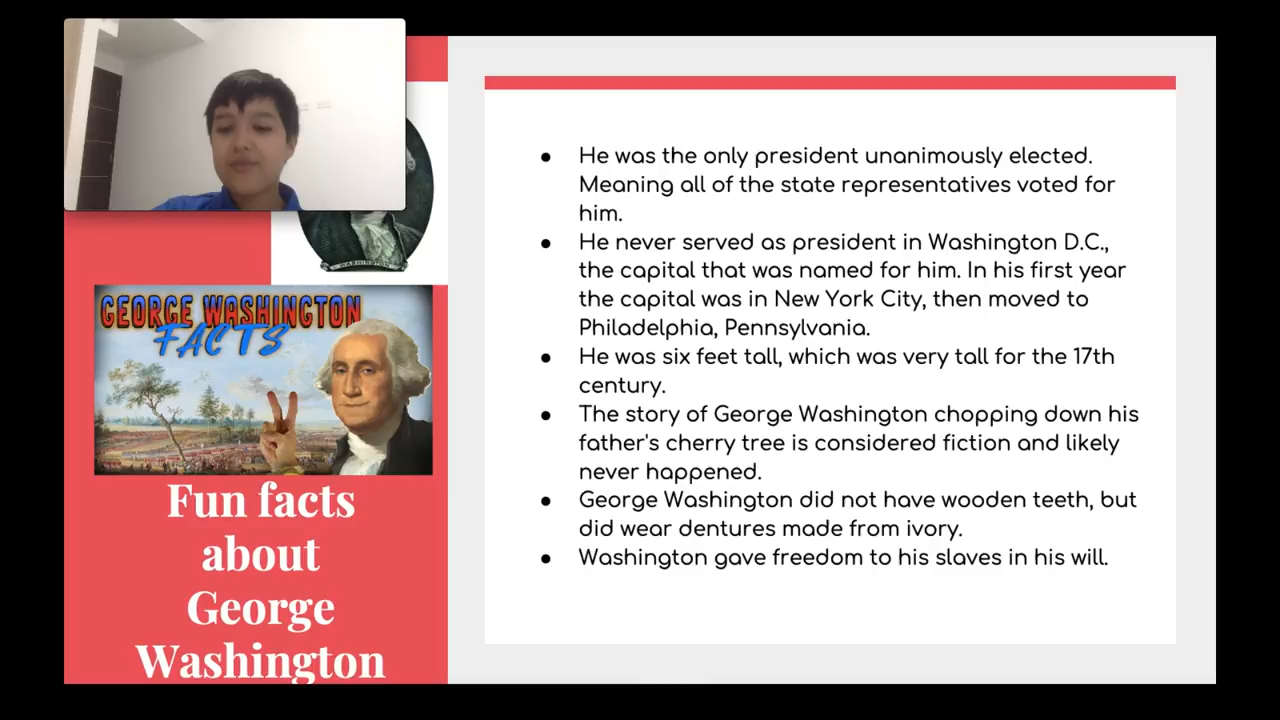 WASHINGTON
GEORGE WASHINGTON
FACTS
Fun facts
about
George
Washington
● He was the only president unanimously elected.
Meaning all of the state representatives voted for
him.
● He never served as president in Washington D.C.,
the capital that was named for him. In his first year
the capital was in New York City, then moved to
Philadelphia, Pennsylvania.
● He was six feet tall, which was very tall for the 17th
century.
● The story of George Washington chopping down his
father's cherry tree is considered fiction and likely
never happened.
● George Washington did not have wooden teeth, but
did wear dentures made from ivory.
● Washington gave freedom to his slaves in his will.